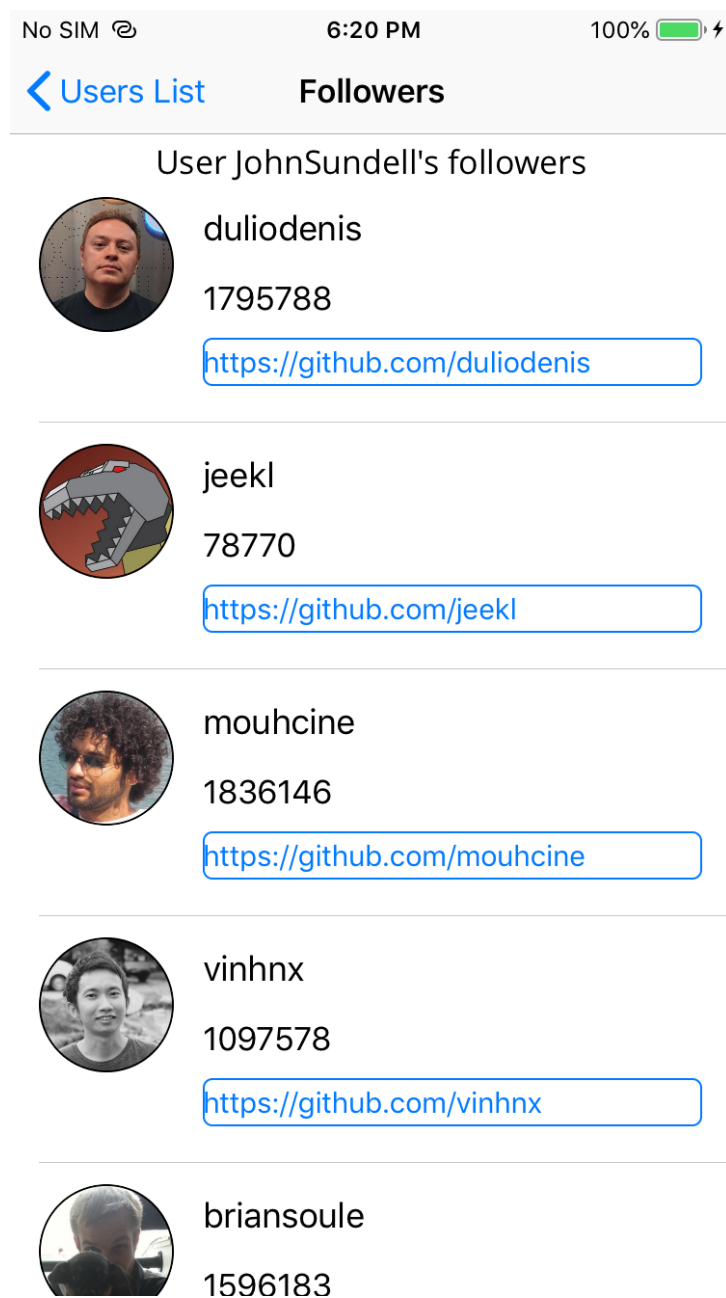 No SIM 6:20 PM 100%
Users List Followers
User JohnSundell's followers
duliodenis
1795788
https://github.com/duliodenis
jeekl
78770
https://github.com/jeekl
mouhcine
1836146
https://github.com/mouhcine
vinhnx
1097578
https://github.com/vinhnx
briansoule
1596183